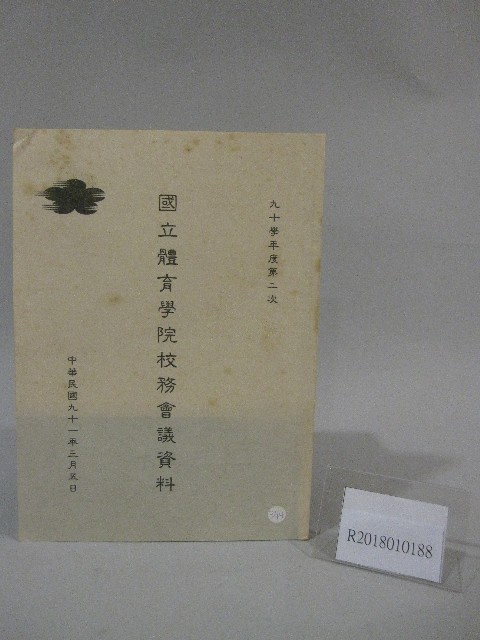 九十學年度第二次
國立體育學院校務會議資料
中華民國九十一年三月五日
R2018010188